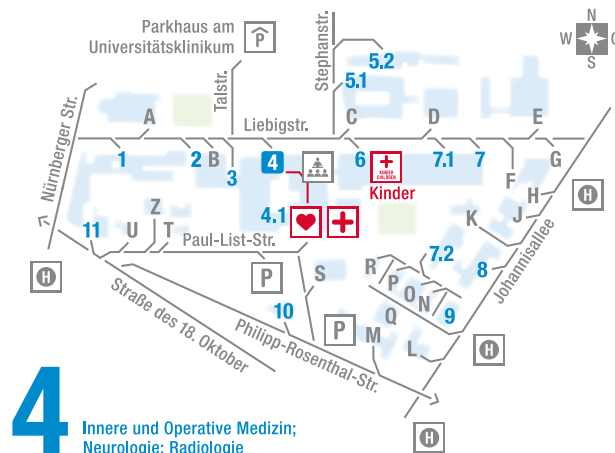 N
W
O
S
Parkhaus am
Universitätsklinikum
P
Stephanstr.
5.2
5.1
Talstr.
Nürnberger Str.
A
Liebigstr.
C
D
E
1
2
B
3
4
6
KINDER
CHILDREN
Kinder
7.1
7
F
G
H
H
4.1
11
U
Z
T
Paul-List-Str.
K
J
Johannisallee
7.2
8
H
P
S
R
P
O
N
9
Straße des 18. Oktober
10
Philipp-Rosenthal-Str.
P
Q
M
L
H
H
4
Innere und Operative Medizin;
Neurologie; Radiologie